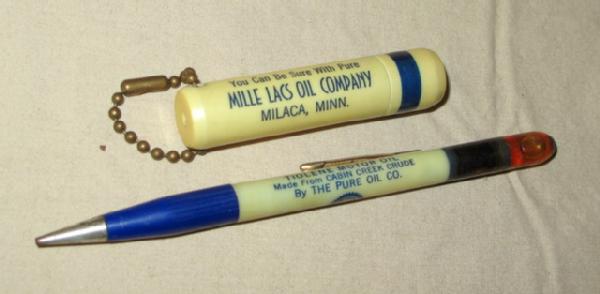 You Can Be Sure With Pure
MILLE LACS OIL COMPANY
MILACA, MINN.
TIOLENE MOTOR OIL
Made From CABIN CREEK CRUDE
By THE PURE OIL CO.